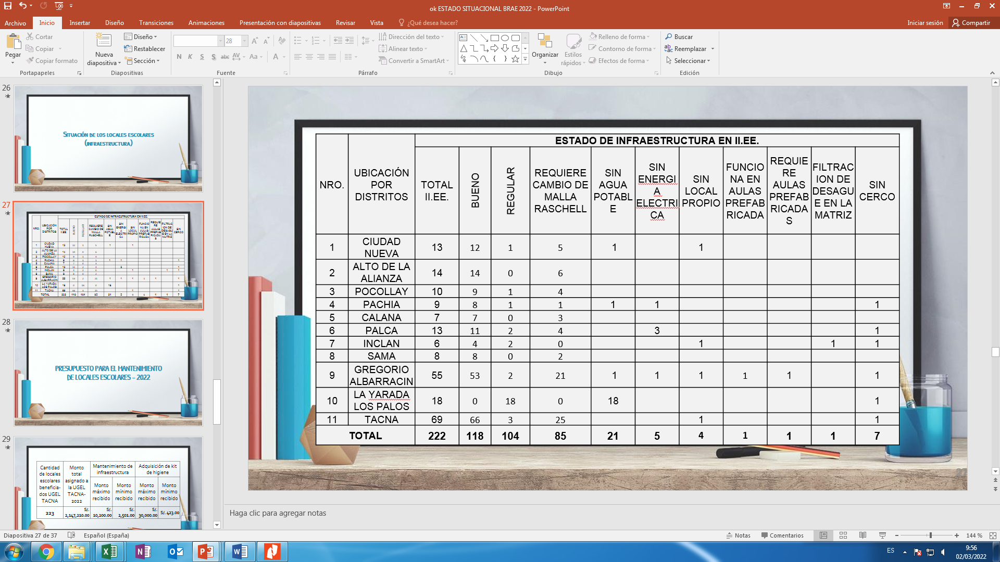 ok ESTADO SITUACIONAL BRAE 2022 - PowerPoint
Archivo Inicio Insertar Diseño Transiciones Animaciones Presentación con diapositivas Revisar Vista ¿Qué desea hacer? Iniciar sesión Compartir
Pegar
Cortar
Copiar
Copiar formato
Portapapeles
Nueva diapositiva
Diseño
Restablecer
Sección
Diapositivas
28
N K S S abc AV Aa A
Fuente
Dirección del texto
Alinear texto
Convertir a SmartArt
Párrafo
Organizar
Estilos rápidos
Relleno de forma
Contorno de forma
Efectos de forma
Dibujo
Buscar
Reemplazar
Seleccionar
Edición
26
Situación de los locales escolares
(infraestructura)
27
28
PRESUPUESTO PARA EL MANTENIMIENTO
DE LOCALES ESCOLARES – 2022
29
Cantidad de locales escolares beneficia-dos UGEL TACNA
Monto total asignado a la UGEL TACNA-2022
Mantenimiento de infraestructura
Adquisición de kit de higiene
Monto máximo recibido
Monto mínimo recibido
Monto máximo recibido
Monto mínimo recibido
223 S/. 2,147,210.00 S/. 10,200.00 S/. 2,501.00 S/. 30,000.00 S/. 423.00
ESTADO DE INFRAESTRUCTURA EN II.EE.
NRO.
UBICACIÓN POR DISTRITOS
TOTAL II.EE.
BUENO
REGULAR
REQUIERE CAMBIO DE MALLA RASCHELL
SIN AGUA POTABLE
SIN ENERGIA ELECTRICA
SIN LOCAL PROPIO
FUNCIONA EN AULAS PREFABRICADA
REQUIERE AULAS PREFABRICADAS
FILTRACION DE DESAGUE EN LA MATRIZ
SIN CERCO
1 CIUDAD NUEVA 13 12 1 5 1 1
2 ALTO DE LA ALIANZA 14 14 0 6
3 POCOLLAY 10 9 1 4
4 PACHIA 9 8 1 1 1 1 1
5 CALANA 7 7 0 3
6 PALCA 13 11 2 4 3 1
7 INCLAN 6 4 2 0 1 1 1
8 SAMA 8 8 0 2
9 GREGORIO ALBARRACIN 55 53 2 21 1 1 1 1 1 1
10 LA YARADA LOS PALOS 18 0 18 0 18 1
11 TACNA 69 66 3 25 1 1
TOTAL 222 118 104 85 21 5 4 1 1 1 7
Haga clic para agregar notas
Diapositiva 27 de 37 Español (España) Notas Comentarios 144 %
ES 9:56
02/03/2022